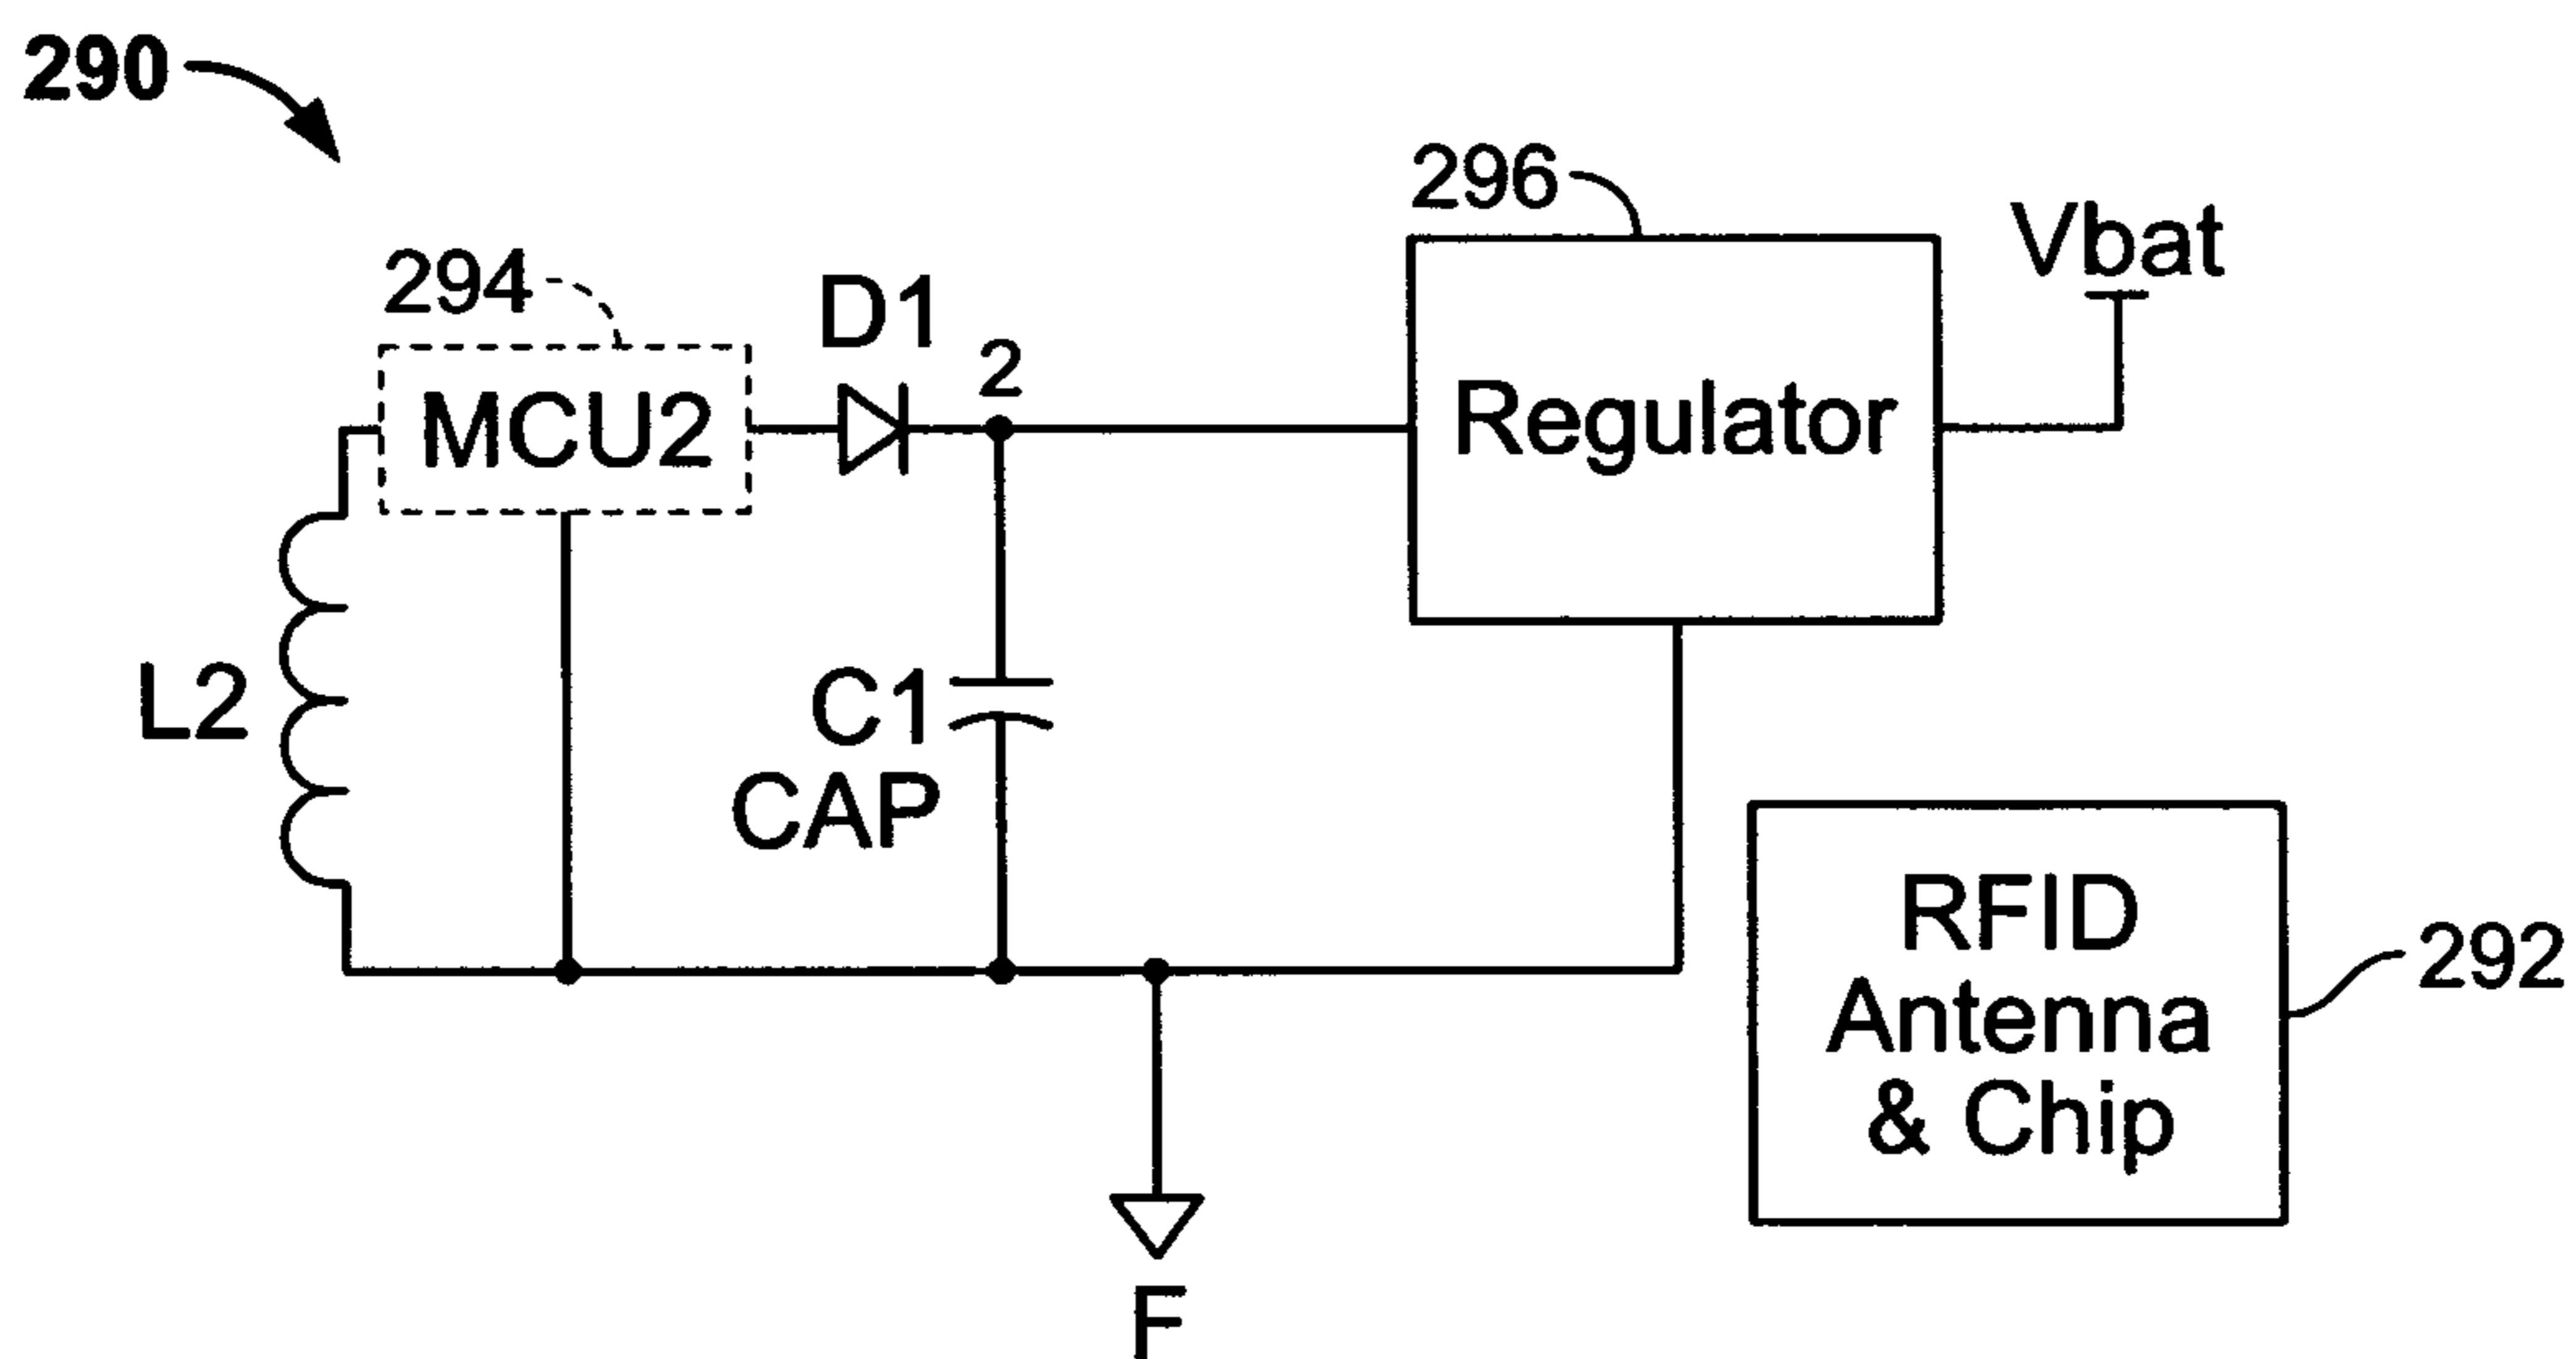 290
296
Vbat
294
D1
2
MCU2
Regulator
L2
C1
CAP
RFID
Antenna
& Chip
292
F